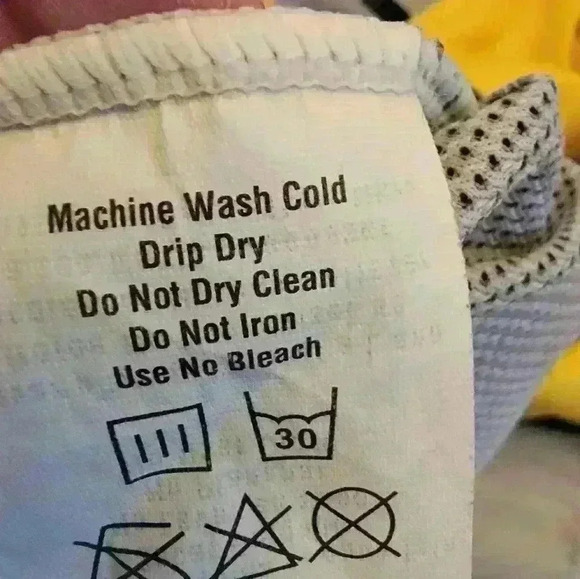 Machine Wash Cold
Drip Dry
Do Not Dry Clean
Do Not Iron
Use No Bleach
30